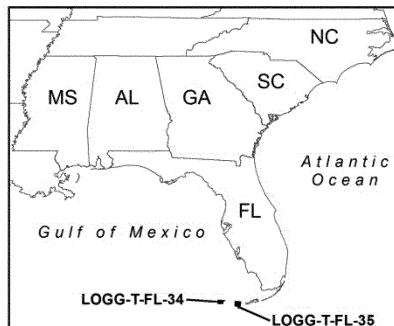 NC
SC
MS AL GA
Atlantic
Ocean
FL
Gulf of Mexico
LOGG-T-FL-34
LOGG-T-FL-35